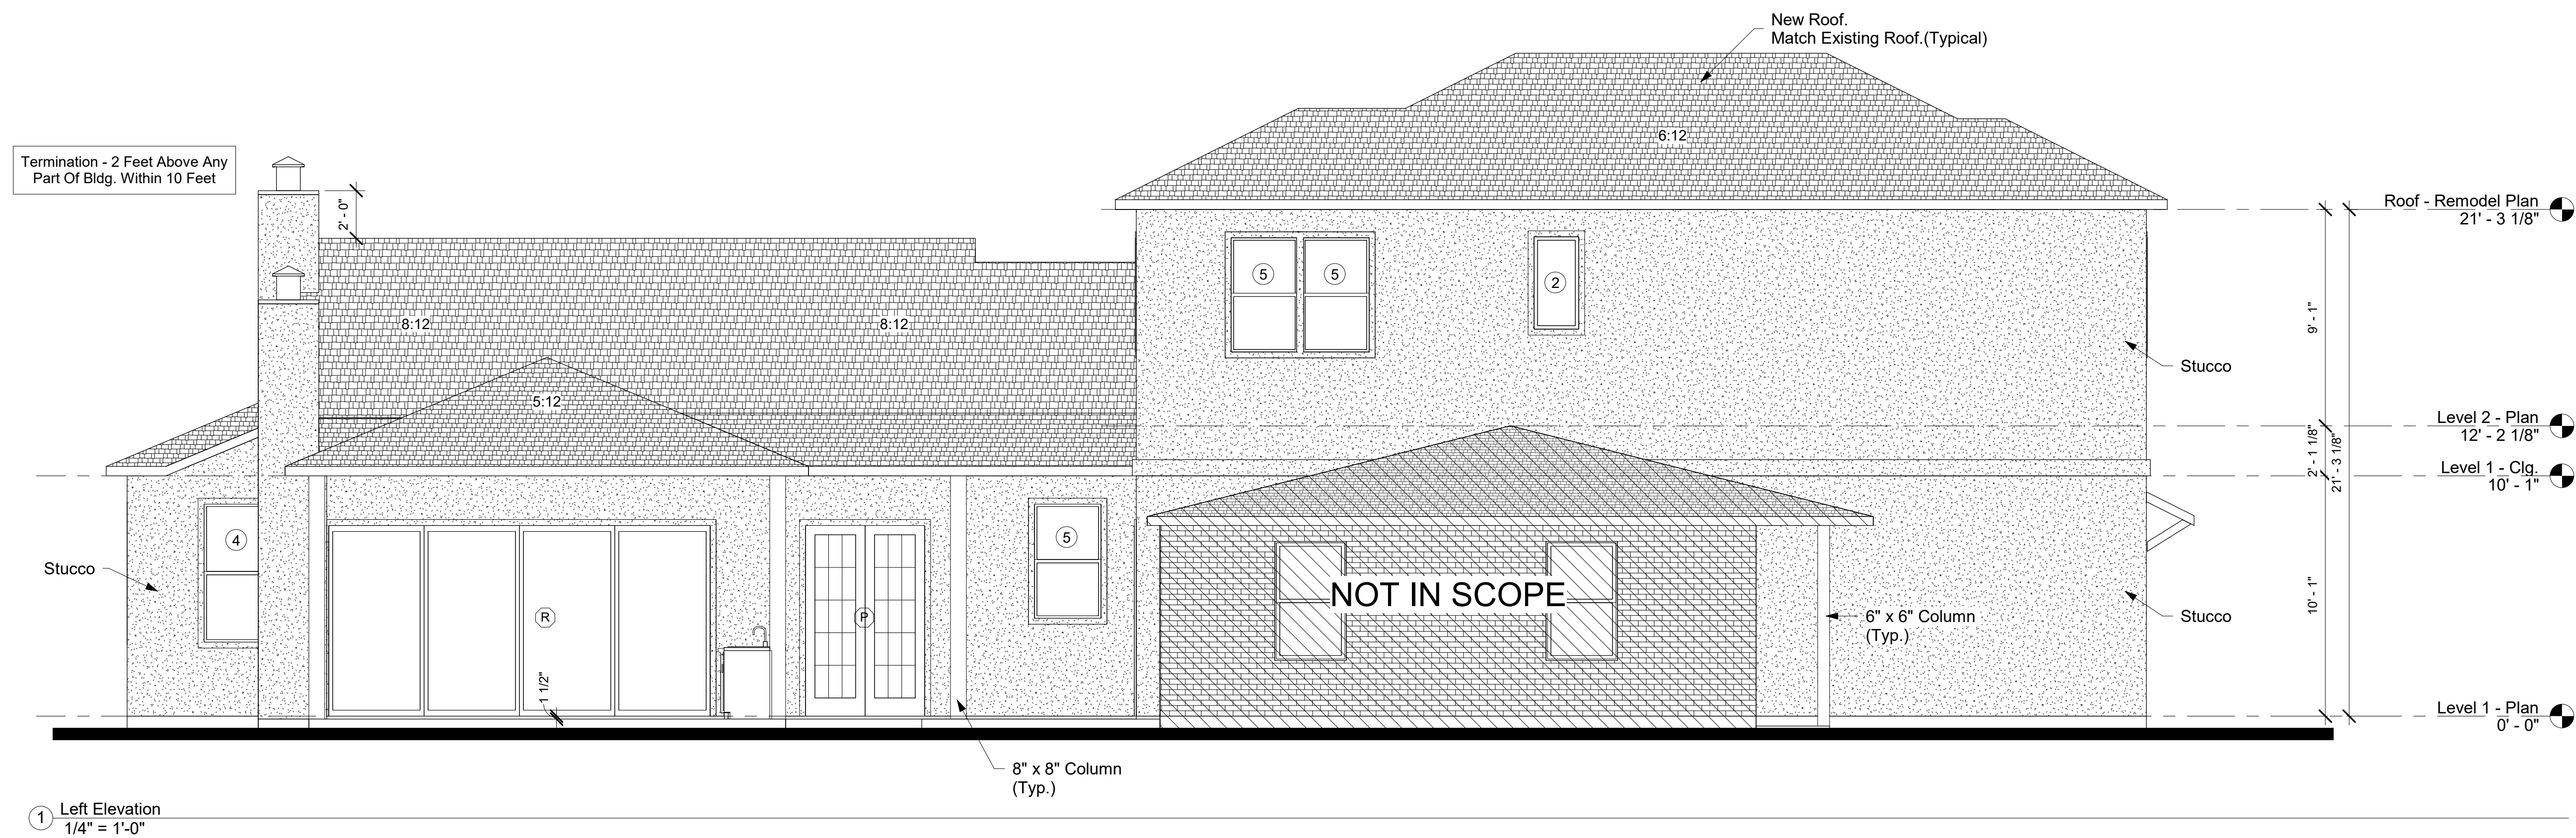 New Roof.
Match Existing Roof.(Typical)
6:12
Termination - 2 Feet Above Any
Part Of Bldg. Within 10 Feet
2' - 0"
Roof - Remodel Plan
21' - 3 1/8"
5
5
2
8:12
8:12
9' - 1"
Stucco
5:12
Level 2 - Plan
12' - 2 1/8"
2' - 1 1/8"
21' - 3 1/8"
Level 1 - Clg.
10' - 1"
4
5
Stucco
R
P
NOT IN SCOPE
6" x 6" Column
(Typ.)
Stucco
10' - 1"
1 1/2"
Level 1 - Plan
0' - 0"
8" x 8" Column
(Typ.)
1
Left Elevation
1/4" = 1'-0"